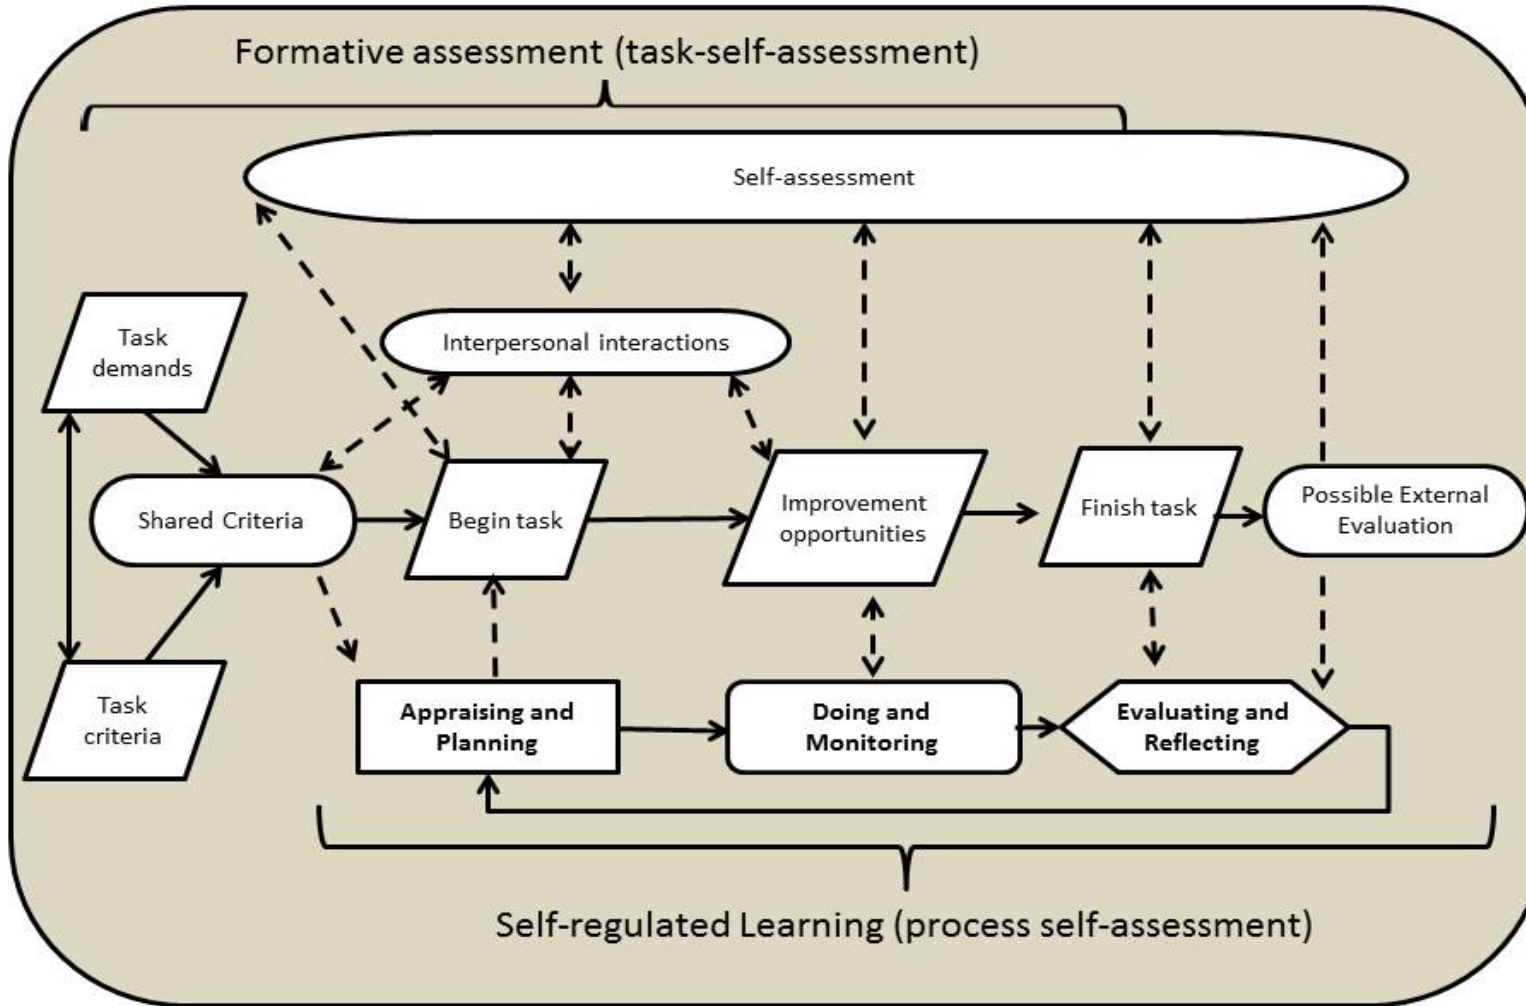 Formative assessment (task-self-assessment)
Self-assessment
Task
demands
Interpersonal interactions
Shared Criteria
Begin task
Improvement
opportunities
Finish task
Possible External
Evaluation
Task
criteria
Appraising and
Planning
Doing and
Monitoring
Evaluating and
Reflecting
Self-regulated Learning (process self-assessment)